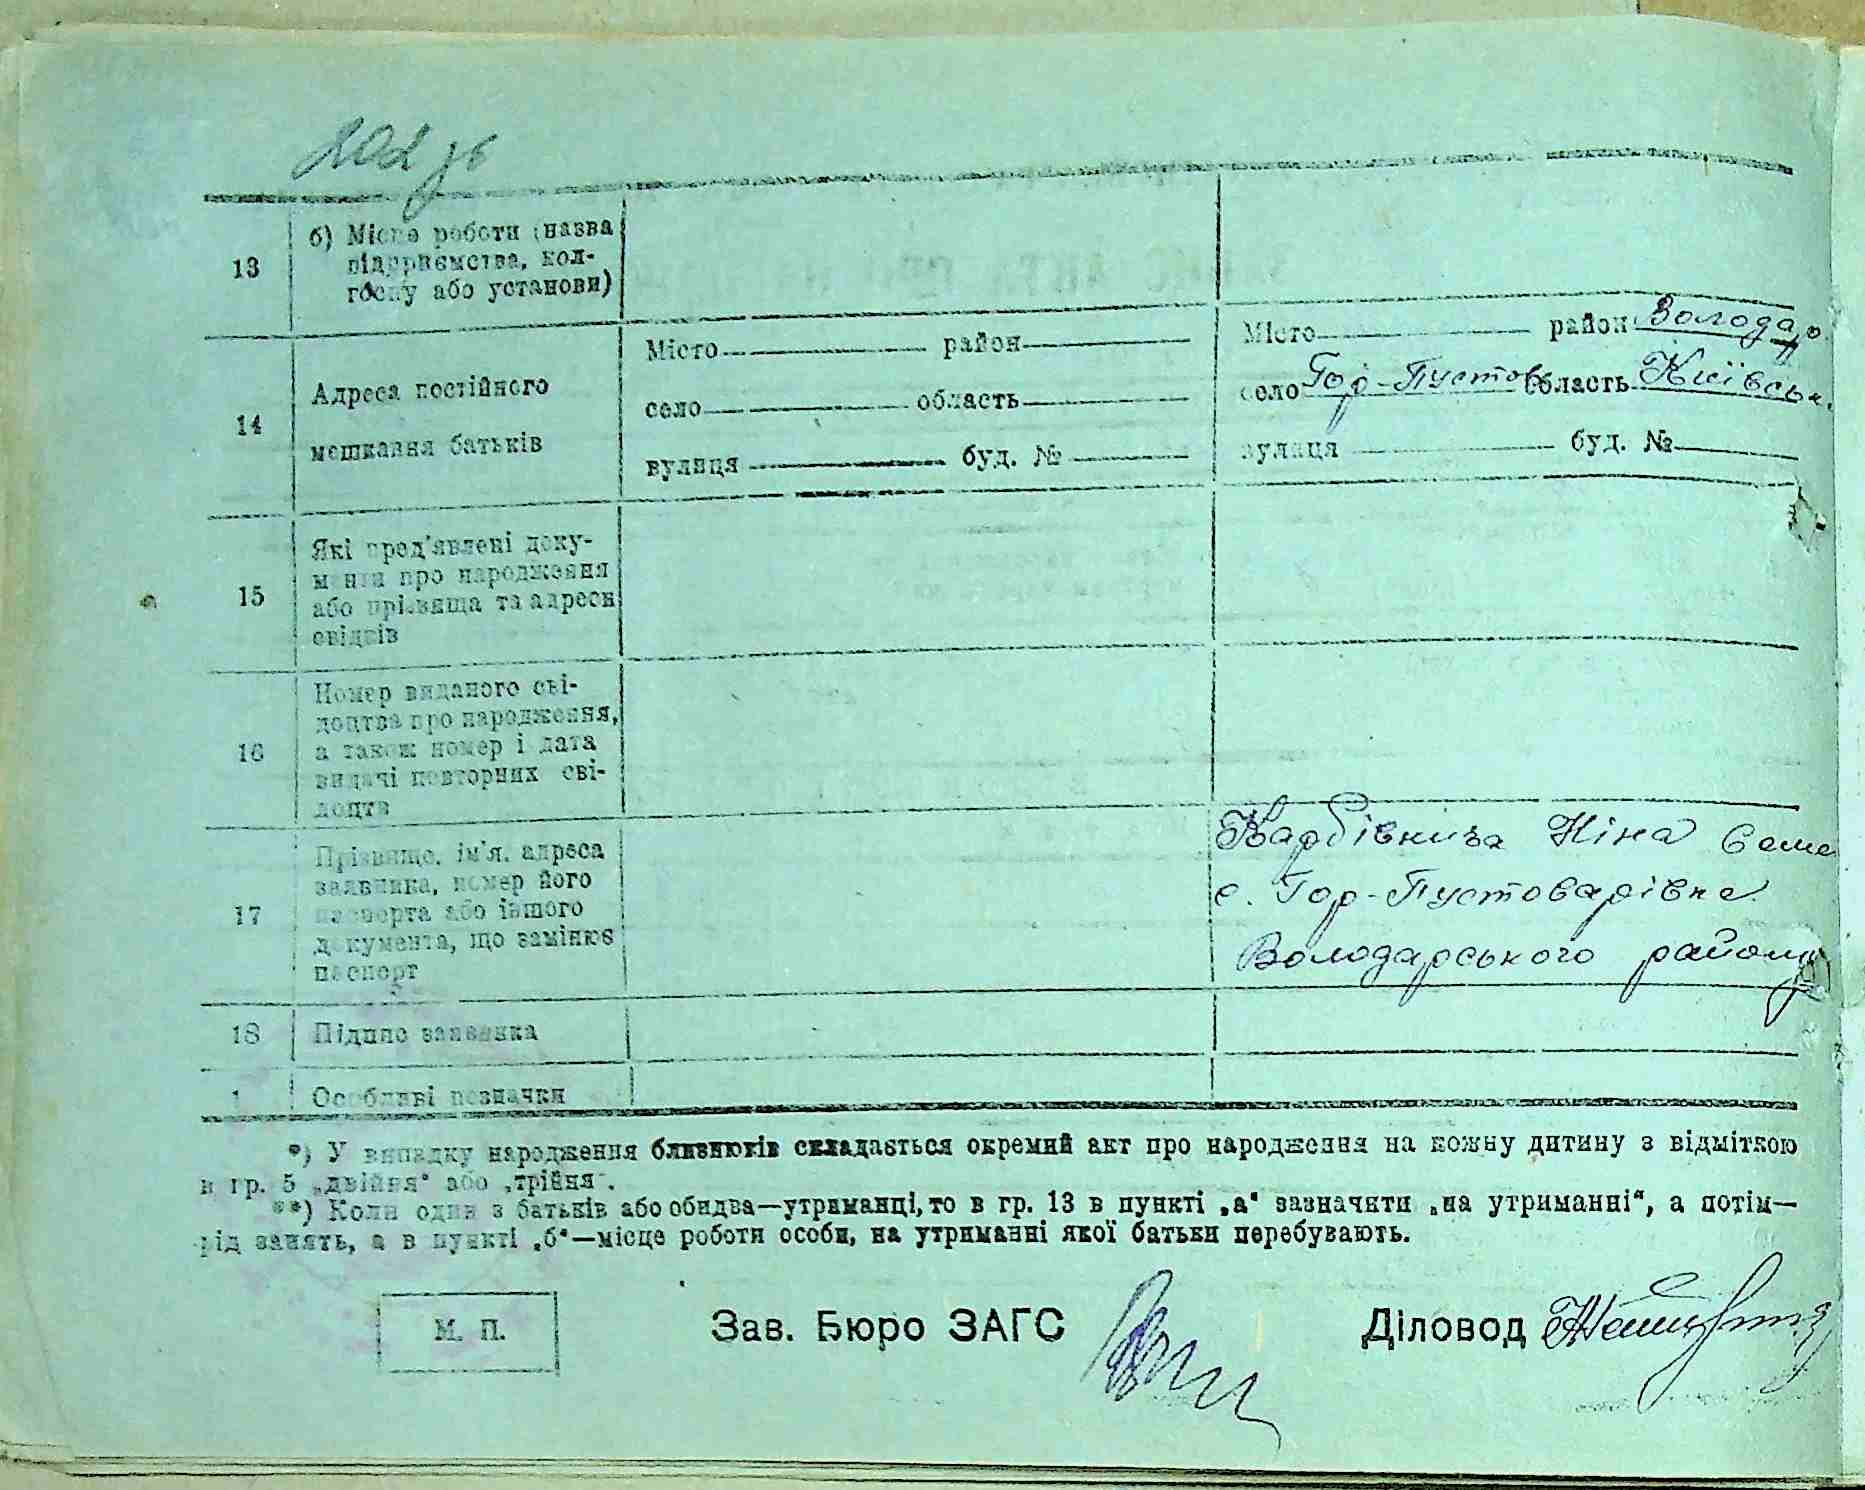 202 зб
13
б) Місце роботи (назва
підприємства, кол-
госпу або установи)
14
Адреса постійного
мешкання батьків
Місто район
село область
вулиця буд. №
Місто район Володар.
село Гор-Пустов область Київськ.
вулиця буд. №
15
Які пред'явлені доку-
менти про народження
або прізвища та адреси
свідків
16
Номер виданого сві-
доцтва про народження,
а також номер і дата
видачі повторних сві-
доцтв
17
Прізвище, ім'я, адреса
заявника, номер його
паспорта або іншого
документа, що замінює
паспорт
Карбівнича Ніна Семе
с. Гор-Пустоварівка
Володарського району
18
Підпис заявника
1
Особливі позначки
*) У випадку народження близнюків складається окремий акт про народження на кожну дитину з відміткою
в гр. 5 „двійня“ або „трійня“.
**) Коли один з батьків або обидва—утриманці, то в гр. 13 в пункті „а“ зазначити „на утриманні“, а потім—
рід занять, а в пункті „б“—місце роботи особи, на утриманні якої батьки перебувають.
М. П.
Зав. Бюро ЗАГС
Діловод